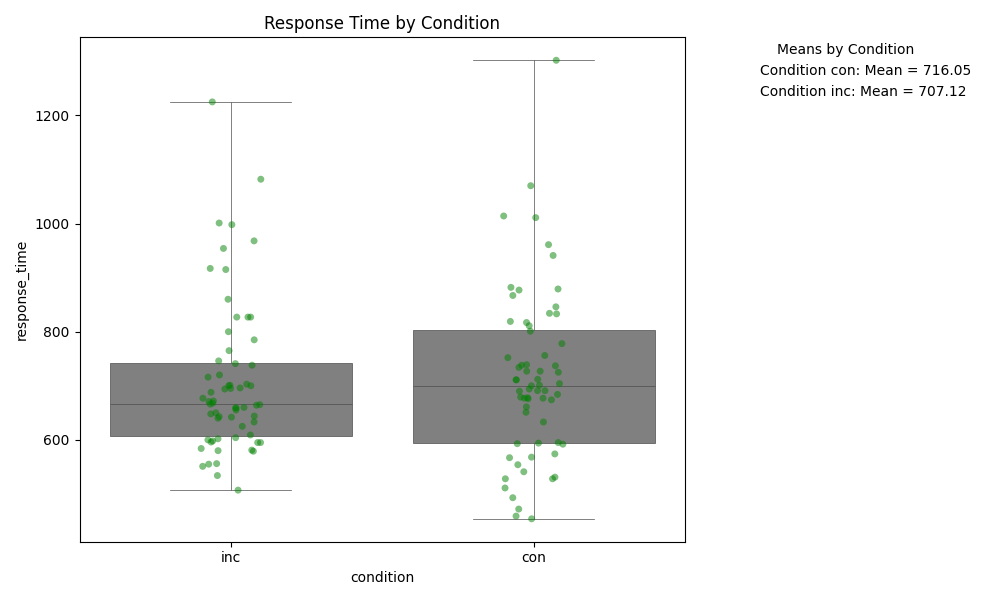 Response Time by Condition
Means by Condition
Condition con: Mean = 716.05
Condition inc: Mean = 707.12
1200
1000
800
600
response_time
inc
con
condition